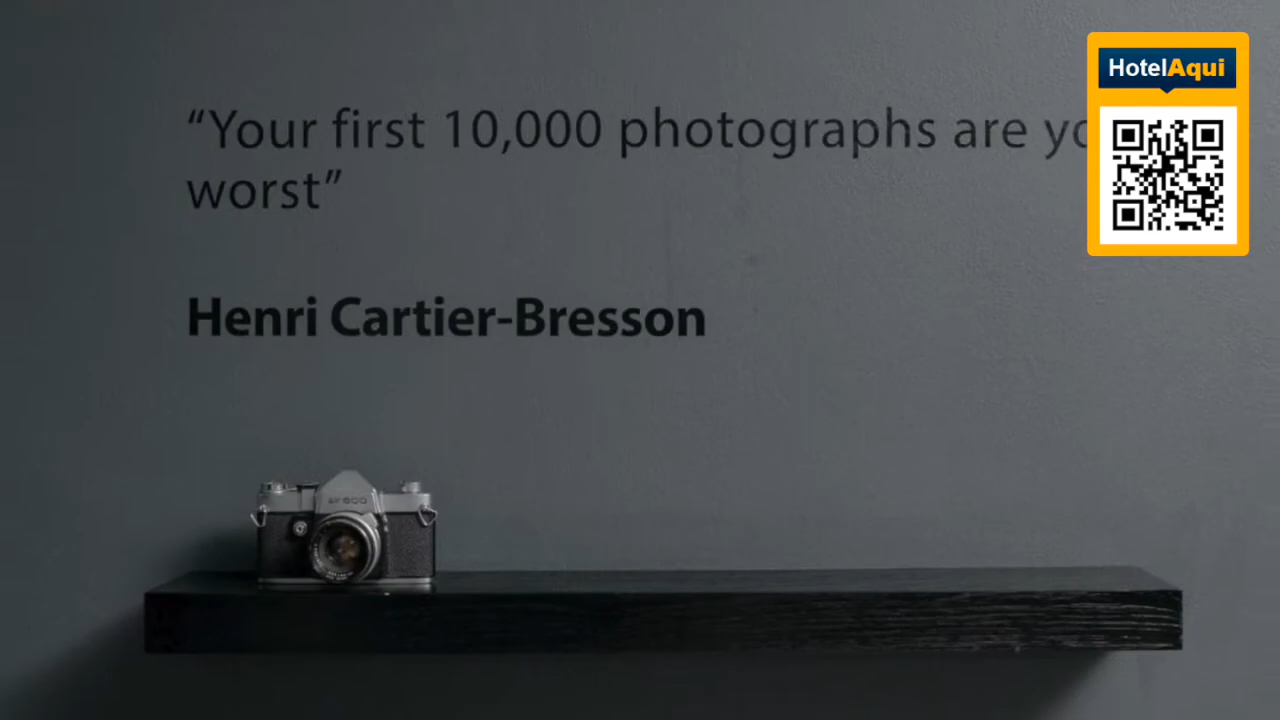 “Your first 10,000 photographs are yo
worst”
Henri Cartier-Bresson
HotelAqui